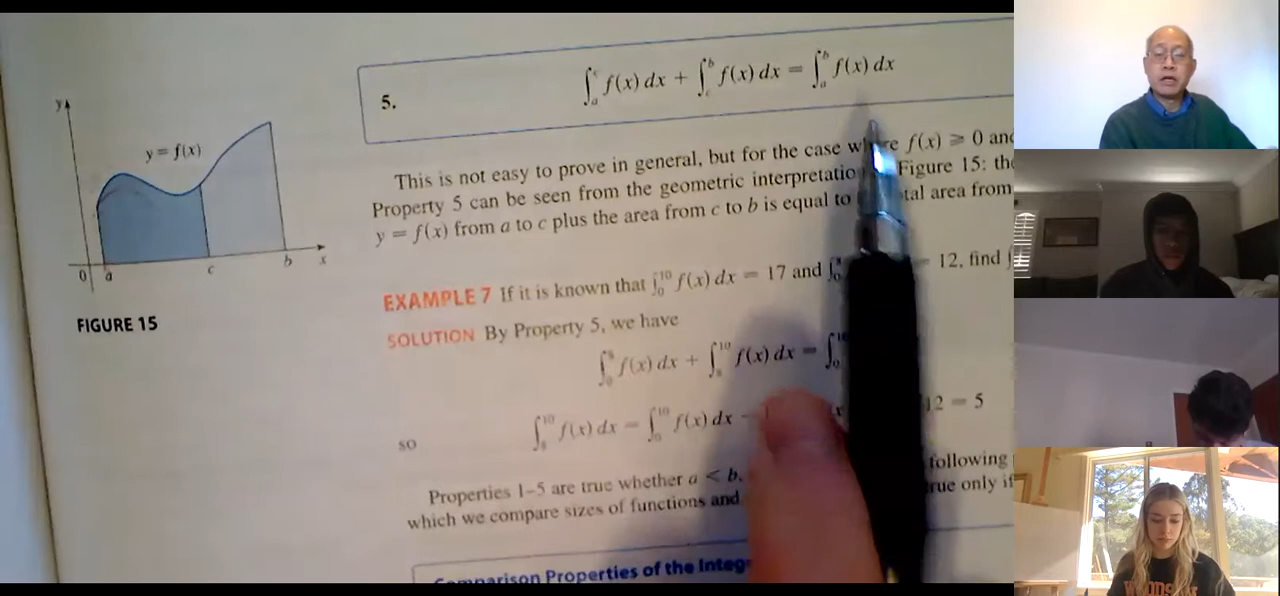 5. ∫ₐᶜ f(x) dx + ∫꜀ᵇ f(x) dx = ∫ₐᵇ f(x) dx
y
y = f(x)
0 a c b x
FIGURE 15
This is not easy to prove in general, but for the case where f(x) ⩾ 0 and
Property 5 can be seen from the geometric Figure 15: the
y = f(x) from a to c plus the area from c to b is equal to area from
EXAMPLE 7 If it is known that ∫₀¹⁰ f(x) dx = 17 and = 12, find
SOLUTION By Property 5, we have
∫₀⁸ f(x) dx + ∫₈¹⁰ f(x) dx =
so ∫₈¹⁰ f(x) dx = ∫₀¹⁰ f(x) dx 12 = 5
Properties 1–5 are true whether a < b, following
which we compare sizes of functions and true only if
Comparison Properties of the